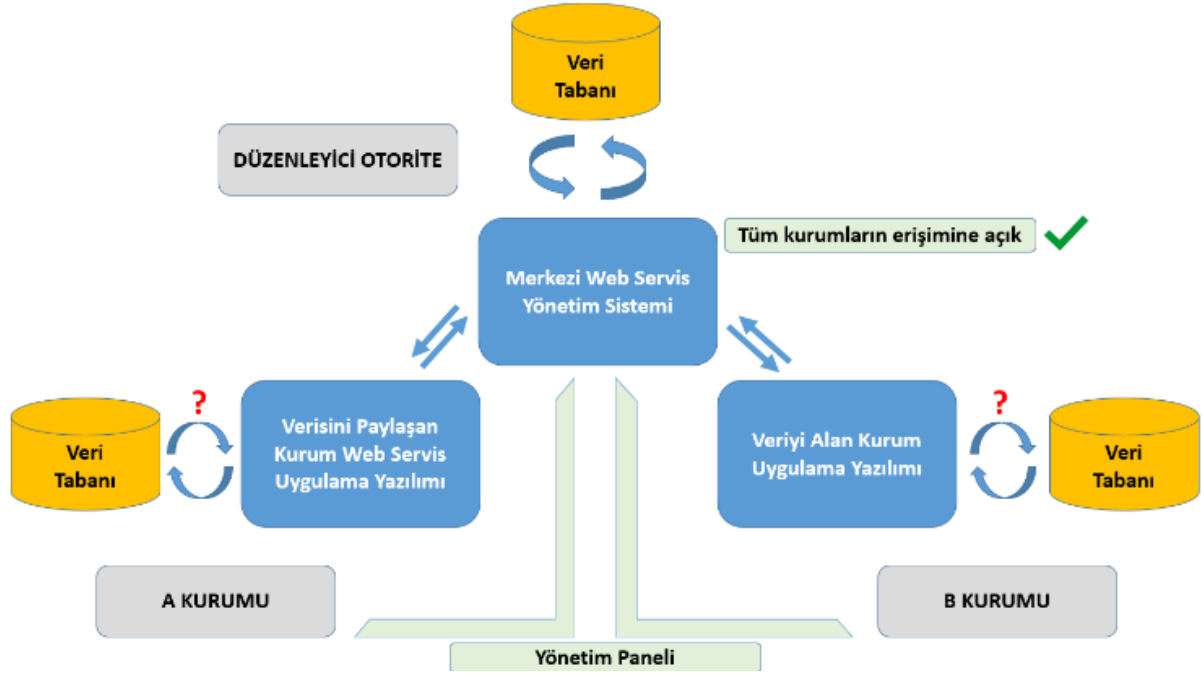 Veri
Tabanı
DÜZENLEYİCİ OTORİTE
Tüm kurumların erişimine açık
Merkezi Web Servis
Yönetim Sistemi
?
?
Veri
Tabanı
Verisini Paylaşan
Kurum Web Servis
Uygulama Yazılımı
Veriyi Alan Kurum
Uygulama Yazılımı
Veri
Tabanı
A KURUMU
B KURUMU
Yönetim Paneli